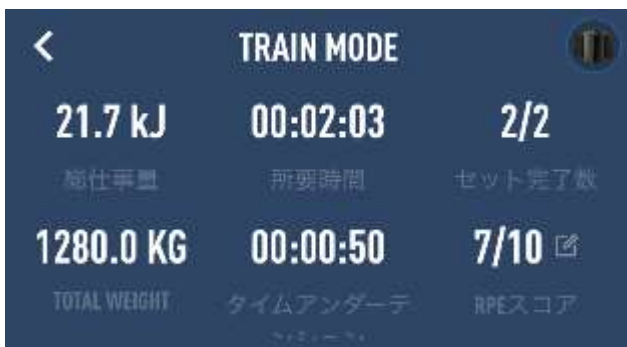 TRAIN MODE
21.7 kJ 00:02:03 2/2
総仕事量 所要時間 セット完了数
1280.0 KG 00:00:50 7/10
TOTAL WEIGHT タイムアンダーテ RPEスコア